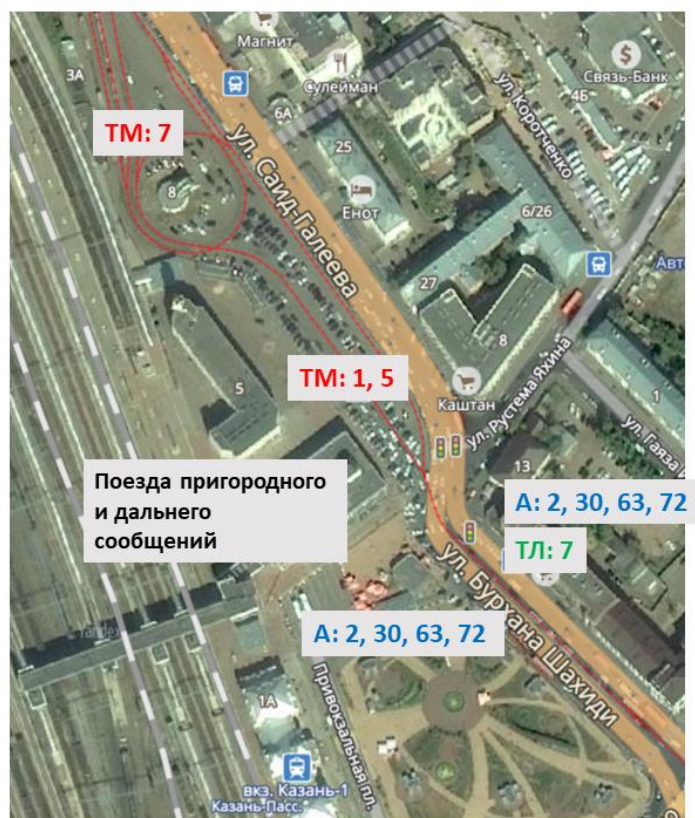 Магнит
Связь-Банк
4Б
3А
Сулейман
ул. Коротченко
6А
ТМ: 7
25
8
ул. Саид-Галеева
Енот
6/26
Авто
27
8
ТМ: 1, 5
5
Каштан
ул. Рустема Яхина
1
ул. Гаяза И
13
Поезда пригородного
и дальнего
сообщений
А: 2, 30, 63, 72
ТЛ: 7
ул. Бурхана Шахиди
Yandex
А: 2, 30, 63, 72
1А
Привокзальная пл.
вкз. Казань-1
Казань-Пасс.